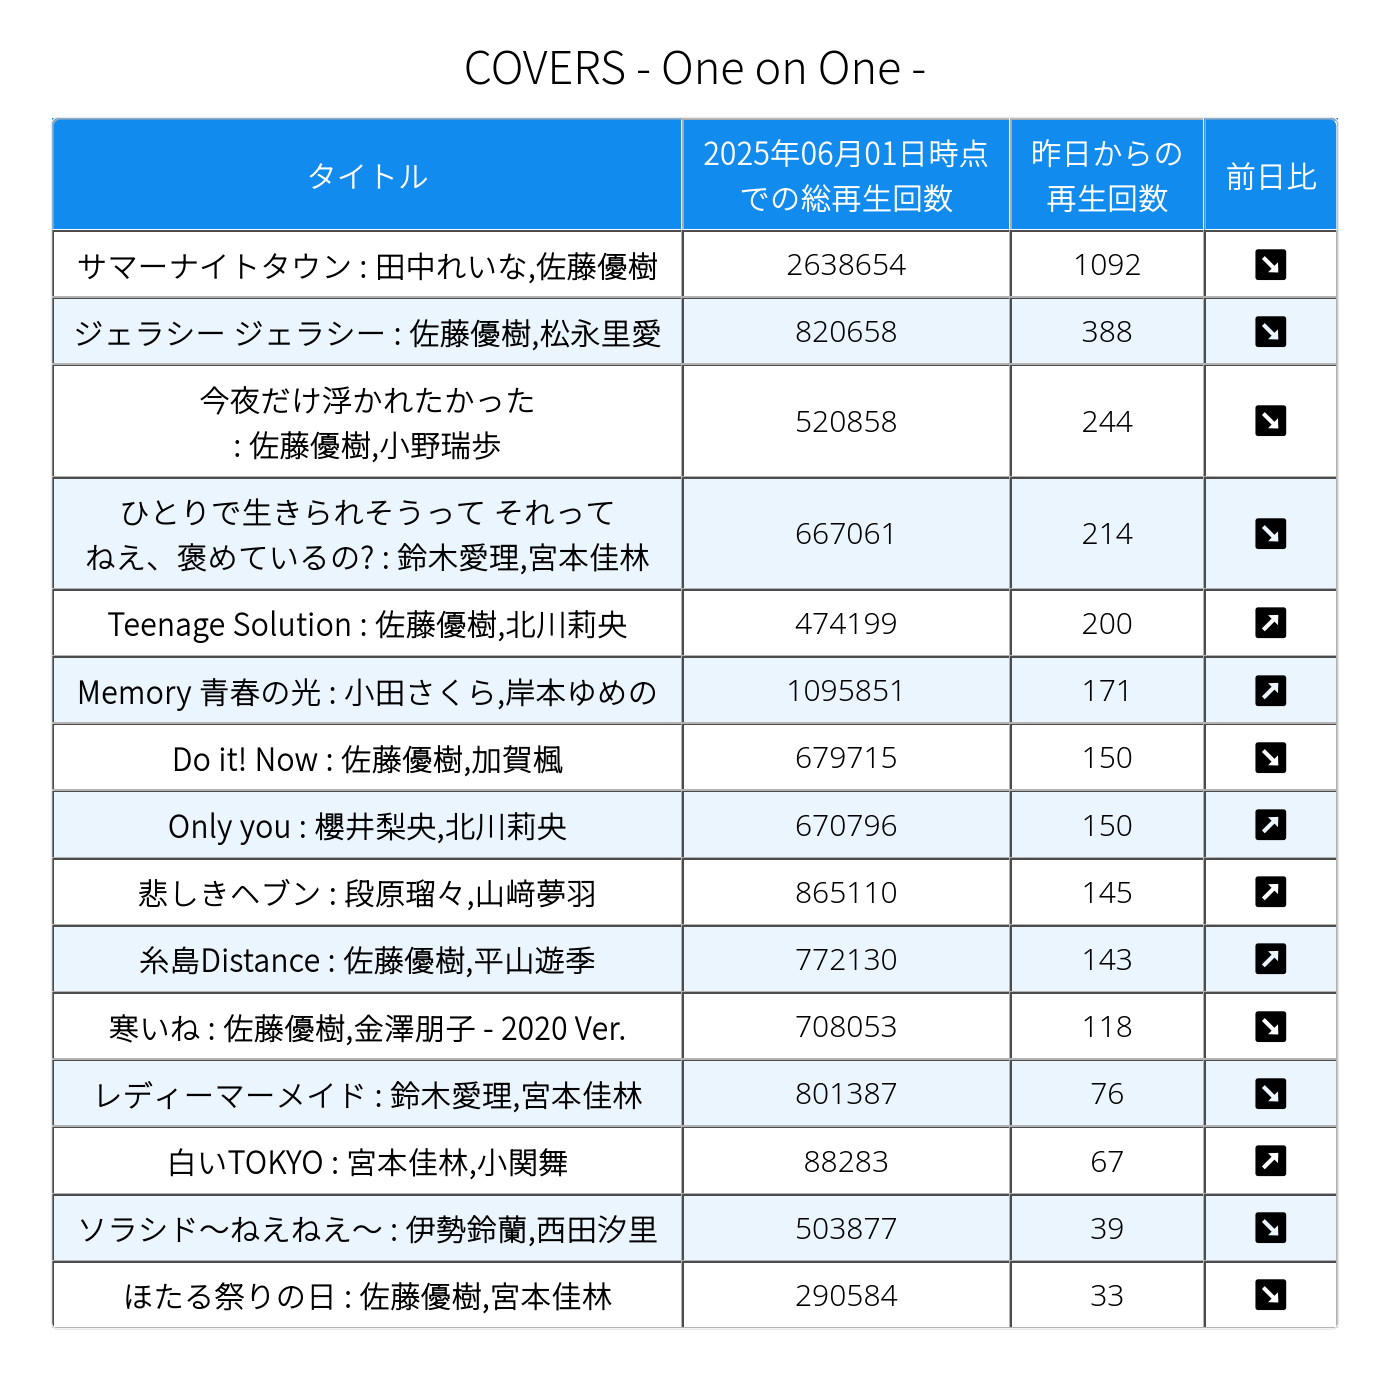 COVERS - One on One -
タイトル
2025年06月01日時点
での総再生回数
昨日からの
再生回数
前日比
サマーナイトタウン : 田中れいな,佐藤優樹 2638654 1092
ジェラシー ジェラシー : 佐藤優樹,松永里愛 820658 388
今夜だけ浮かれたかった
: 佐藤優樹,小野瑞歩 520858 244
ひとりで生きられそうって それって
ねえ、褒めているの? : 鈴木愛理,宮本佳林 667061 214
Teenage Solution : 佐藤優樹,北川莉央 474199 200
Memory 青春の光 : 小田さくら,岸本ゆめの 1095851 171
Do it! Now : 佐藤優樹,加賀楓 679715 150
Only you : 櫻井梨央,北川莉央 670796 150
悲しきヘブン : 段原瑠々,山﨑夢羽 865110 145
糸島Distance : 佐藤優樹,平山遊季 772130 143
寒いね : 佐藤優樹,金澤朋子 - 2020 Ver. 708053 118
レディーマーメイド : 鈴木愛理,宮本佳林 801387 76
白いTOKYO : 宮本佳林,小関舞 88283 67
ソラシド〜ねえねえ〜 : 伊勢鈴蘭,西田汐里 503877 39
ほたる祭りの日 : 佐藤優樹,宮本佳林 290584 33